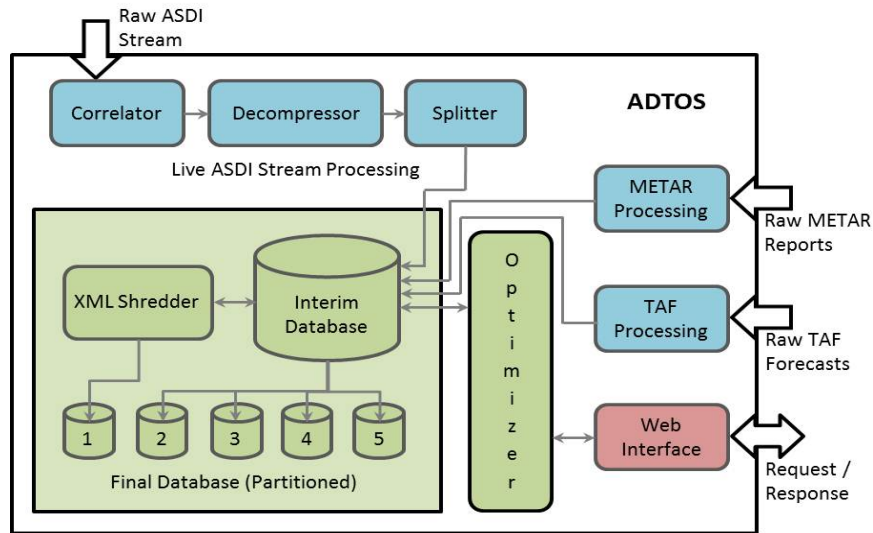 Raw ASDI
Stream
ADTOS
Correlator
Decompressor
Splitter
Live ASDI Stream Processing
METAR
Processing
Raw METAR
Reports
XML Shredder
Interim
Database
Optimizer
TAF
Processing
Raw TAF
Forecasts
1
2
3
4
5
Final Database (Partitioned)
Web
Interface
Request /
Response